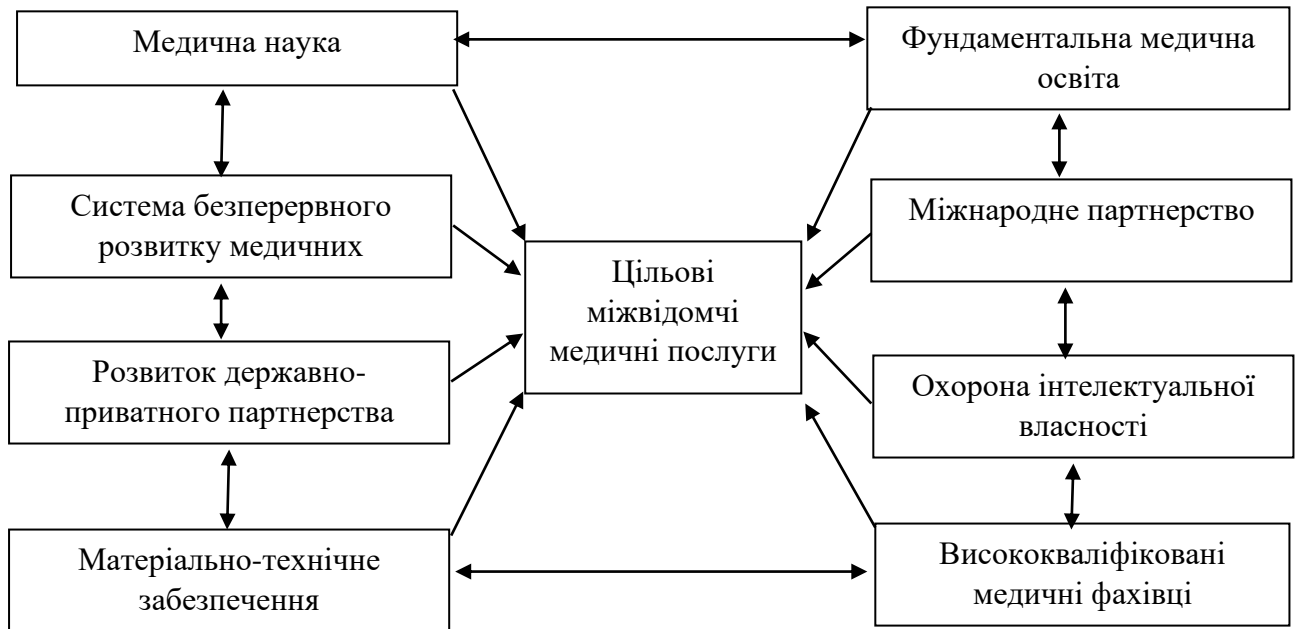 Медична наука
Фундаментальна медична
освіта
Система безперервного
розвитку медичних
Міжнародне партнерство
Цільові
міжвідомчі
медичні послуги
Розвиток державно-
приватного партнерства
Охорона інтелектуальної
власності
Матеріально-технічне
забезпечення
Висококваліфіковані
медичні фахівці